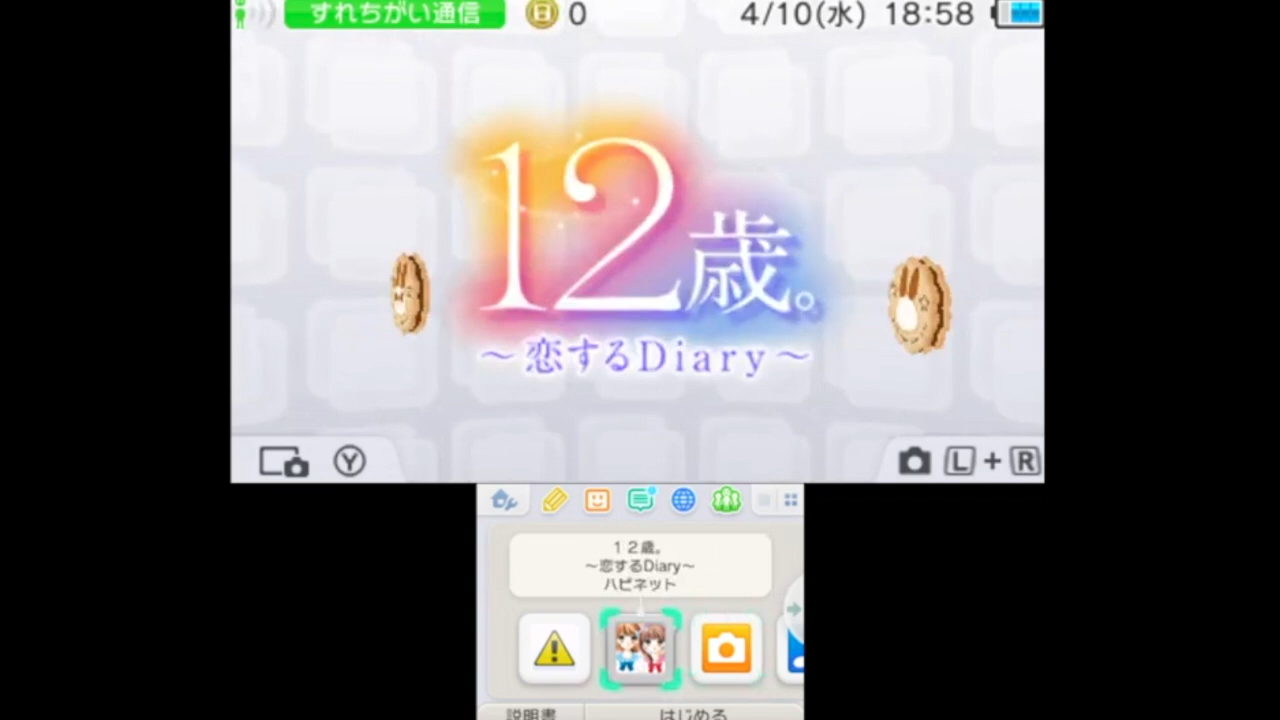 すれちがい通信 0 4/10(水) 18:58
12歳。
～恋するDiary～
Y L + R
12歳。
～恋するDiary～
ハピネット
説明書 はじめる